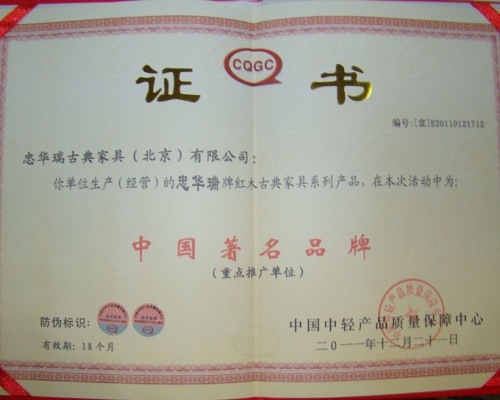 证 CQGC 书
编号:[宣]E20110121712
忠华瑞古典家具(北京)有限公司:
你单位生产(经营)的忠华瑞牌红木古典家具系列产品,在本次活动中为:
中国著名品牌
(重点推广单位)
防伪标识:
有效期:18个月
中国中轻产品质量保障中心
二〇一一年十二月二十一日